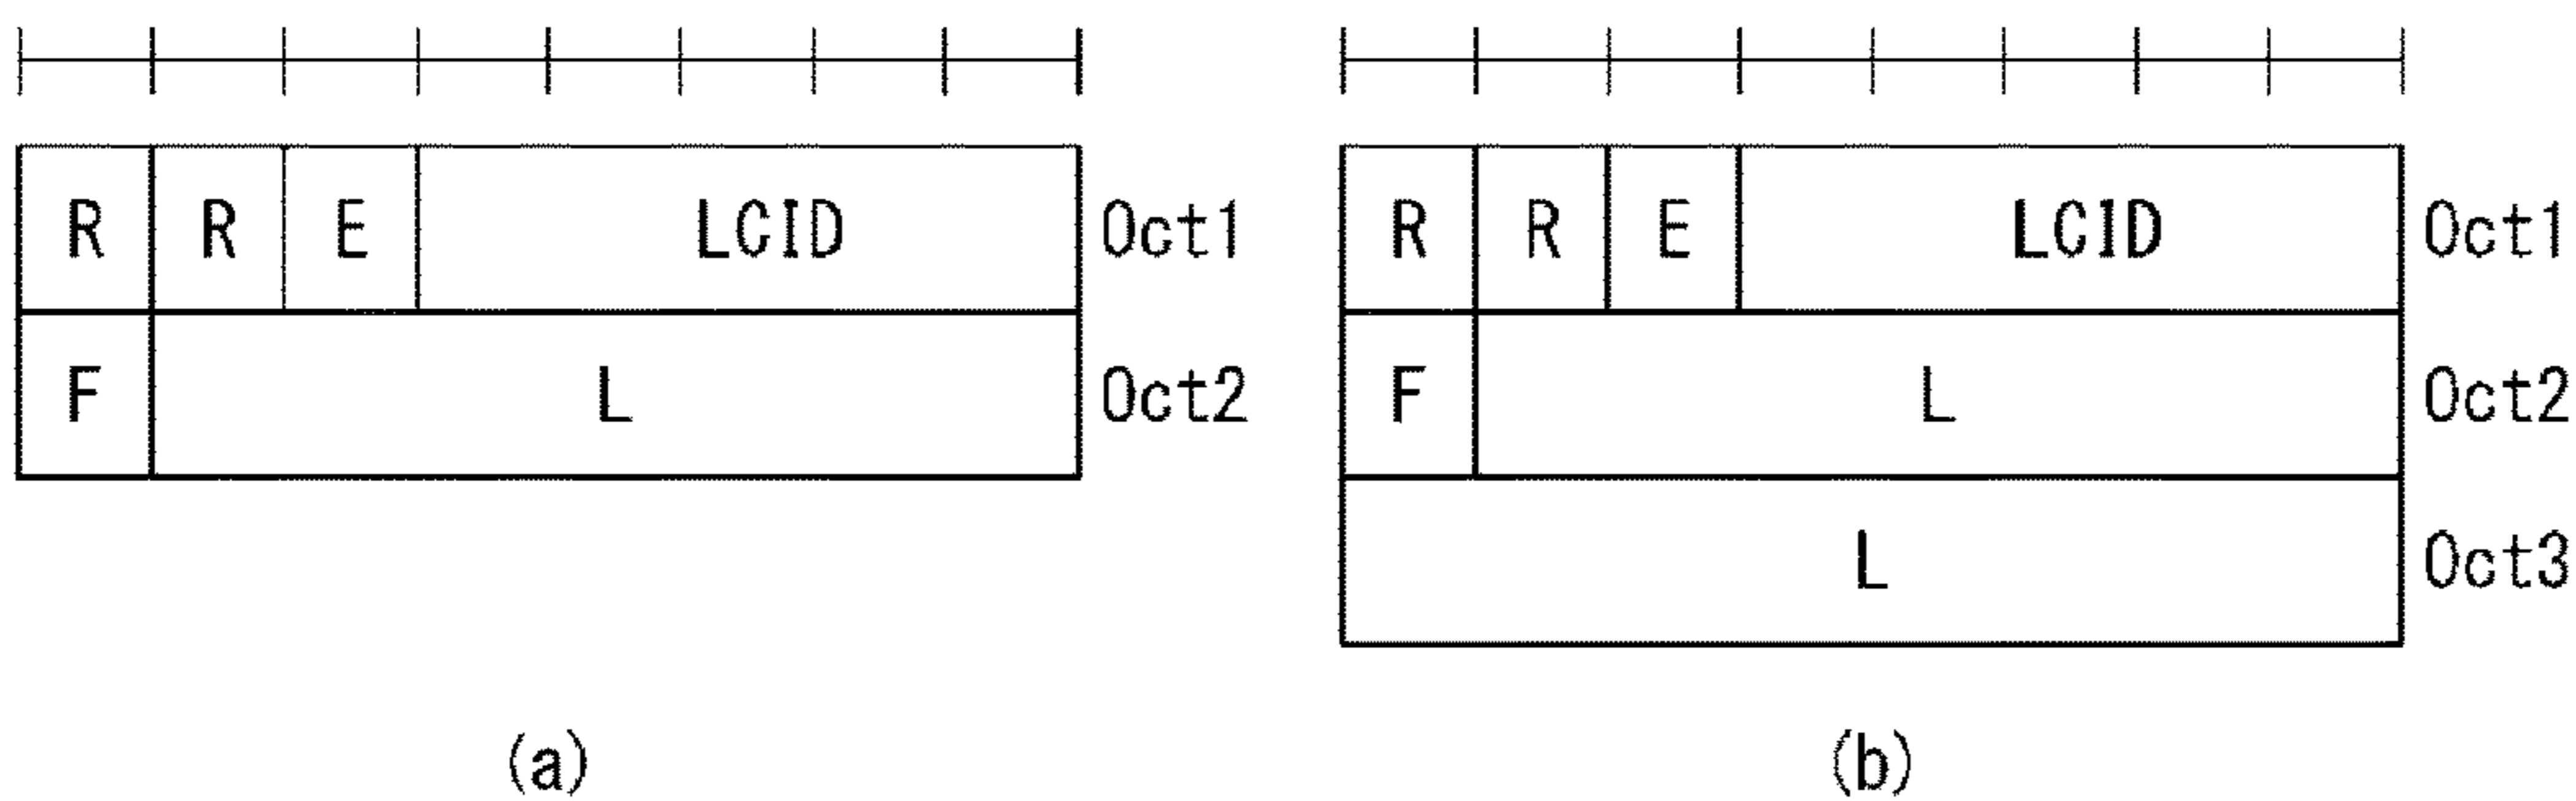 R R E LCID Oct1
F L Oct2
(a)
R R E LCID Oct1
F L Oct2
L Oct3
(b)